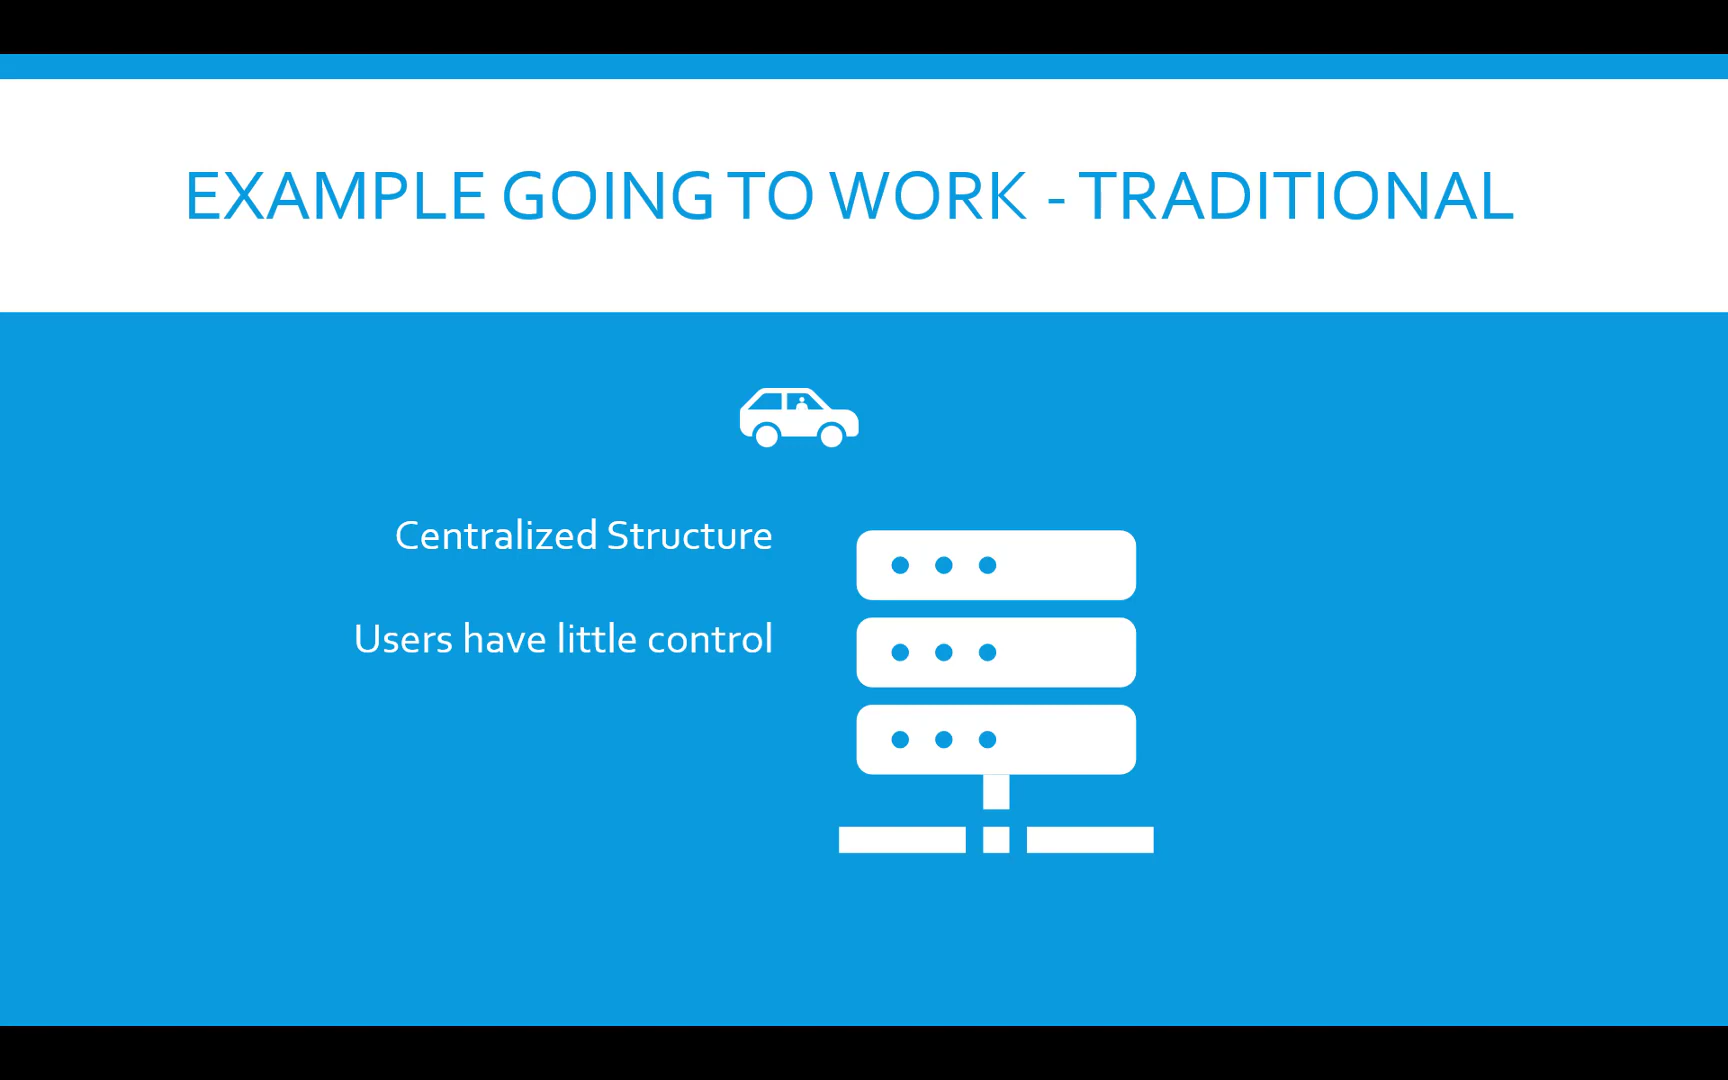 EXAMPLE GOING TO WORK - TRADITIONAL
Centralized Structure
Users have little control